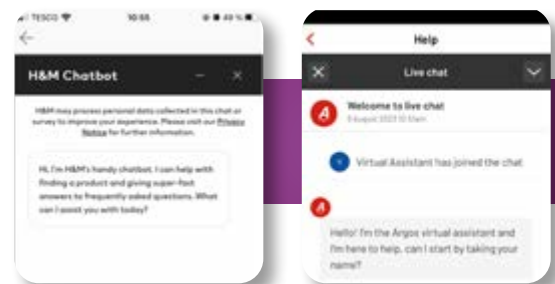 TESCO
10:55
49 %
H&M Chatbot
H&M may process personal data collected in this chat or
survey to improve your experience. Please visit our Privacy
Notice for further information.
Hi, I'm H&M's handy chatbot. I can help with
finding a product and giving super-fast
answers to frequently asked questions. What
can I assist you with today?
Help
Live chat
Welcome to live chat
August 2023
Virtual Assistant has joined the chat
Hello! I'm the Argos virtual assistant and
I'm here to help, can I start by taking your
name?